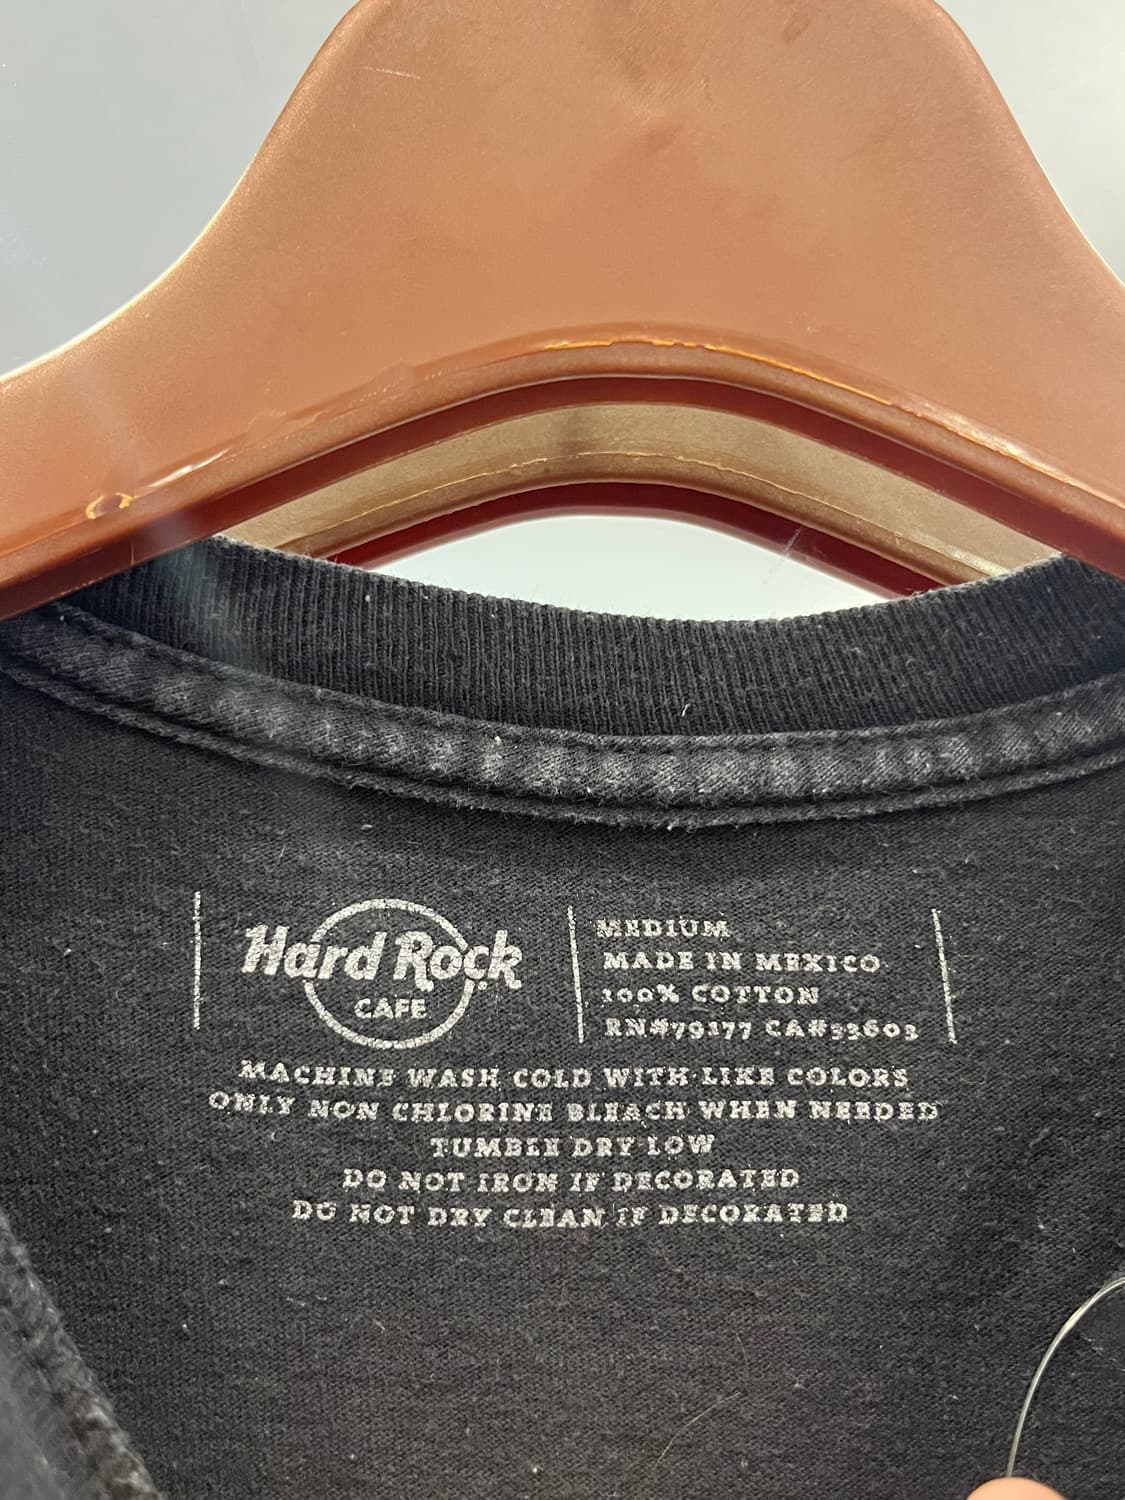 Hard Rock
CAFE
MEDIUM
MADE IN MEXICO
100% COTTON
RN#79177 CA#33603
MACHINE WASH COLD WITH LIKE COLORS
ONLY NON CHLORINE BLEACH WHEN NEEDED
TUMBLE DRY LOW
DO NOT IRON IF DECORATED
DO NOT DRY CLEAN IF DECORATED